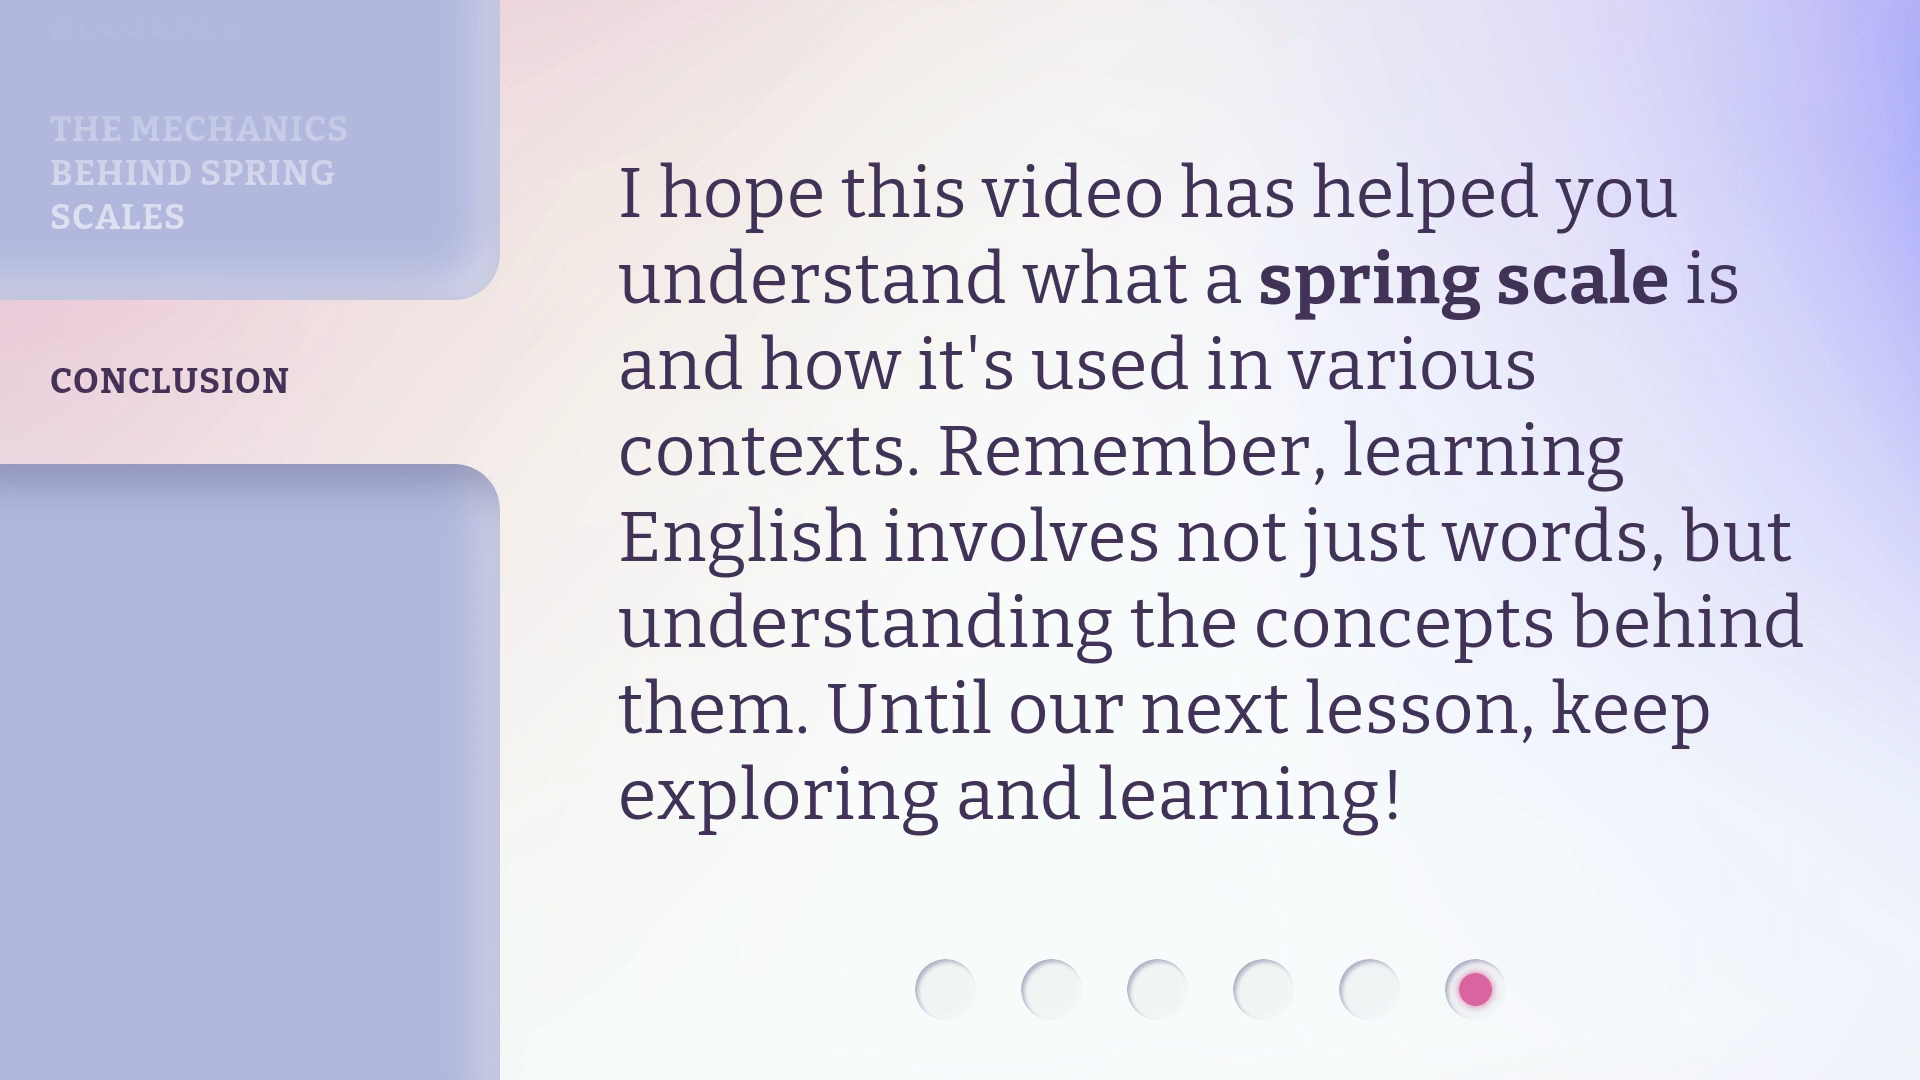 THE MECHANICS
BEHIND SPRING
SCALES
CONCLUSION
I hope this video has helped you
understand what a spring scale is
and how it's used in various
contexts. Remember, learning
English involves not just words, but
understanding the concepts behind
them. Until our next lesson, keep
exploring and learning!